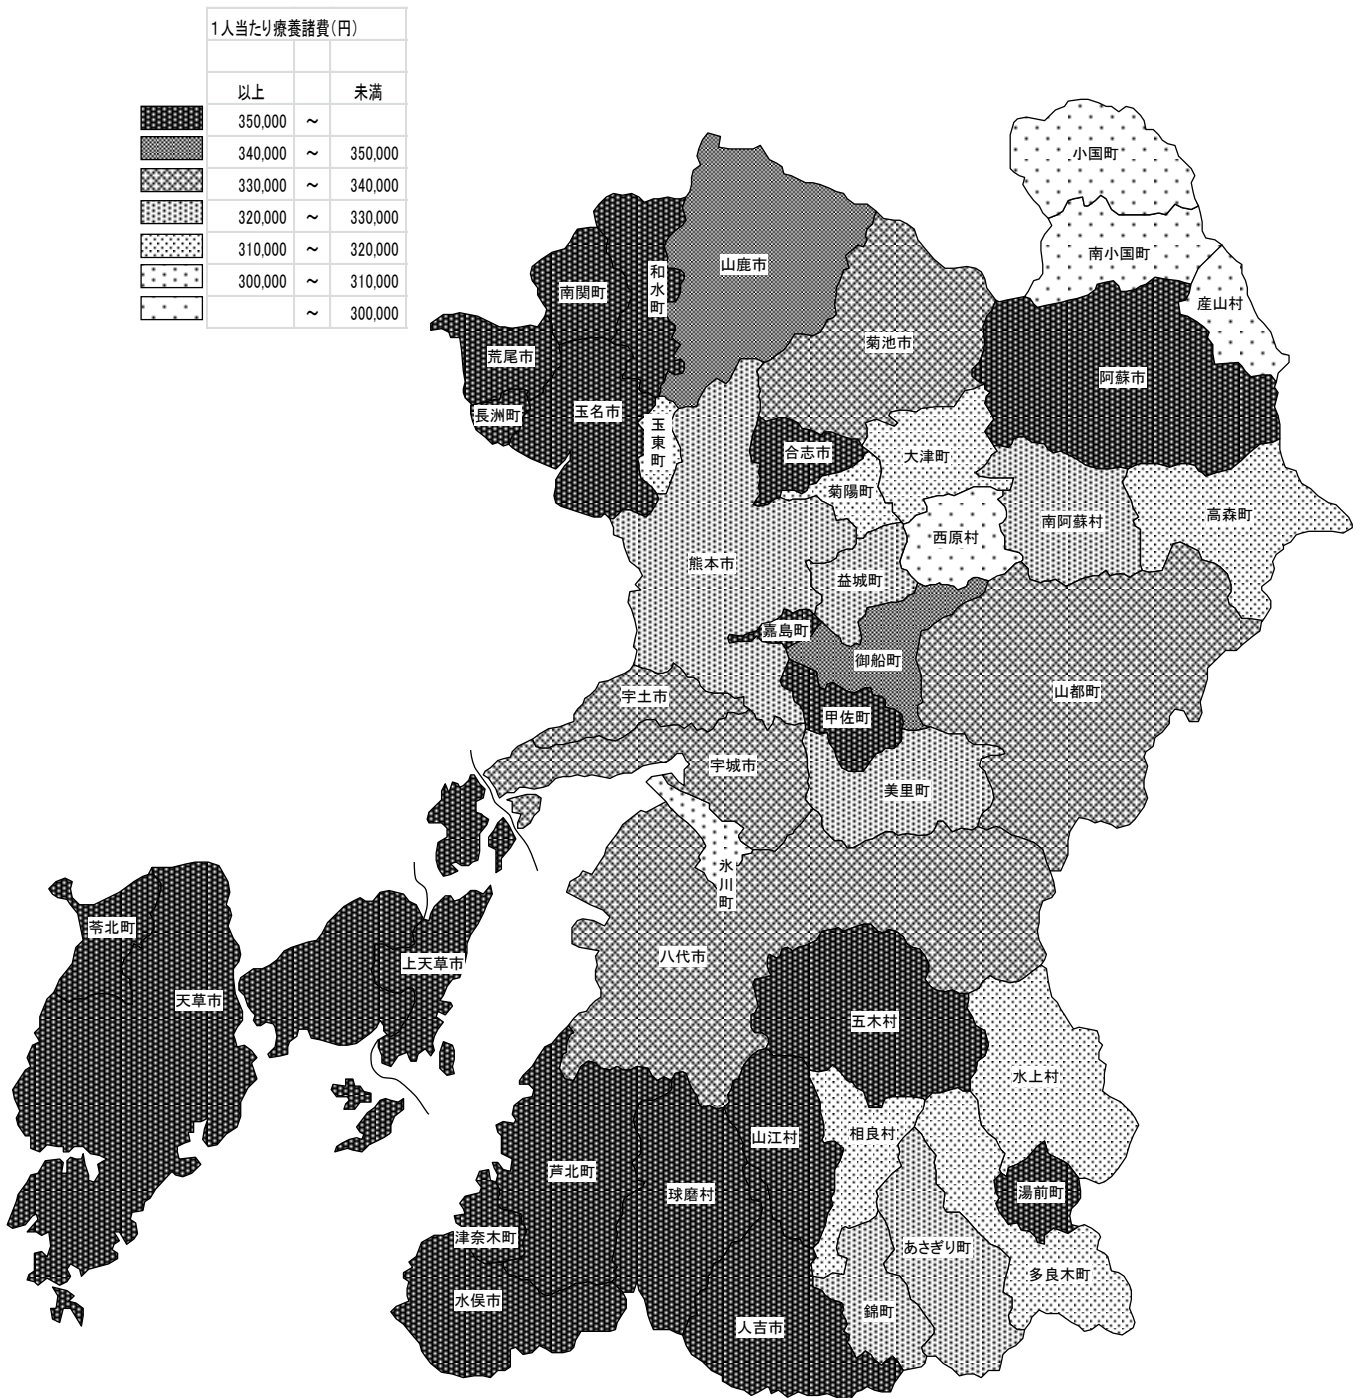 1人当たり療養諸費(円)
以上 未満
350,000 ～
340,000 ～ 350,000
330,000 ～ 340,000
320,000 ～ 330,000
310,000 ～ 320,000
300,000 ～ 310,000
～ 300,000
小国町
南小国町
産山村
山鹿市
和水町
南関町
菊池市
荒尾市
阿蘇市
長洲町
玉名市
玉東町
合志市
大津町
菊陽町
高森町
南阿蘇村
西原村
熊本市
益城町
嘉島町
御船町
宇土市
山都町
甲佐町
宇城市
美里町
氷川町
苓北町
八代市
上天草市
天草市
五木村
水上村
相良村
山江村
芦北町
球磨村
湯前町
津奈木町
あさぎり町
多良木町
水俣市
錦町
人吉市